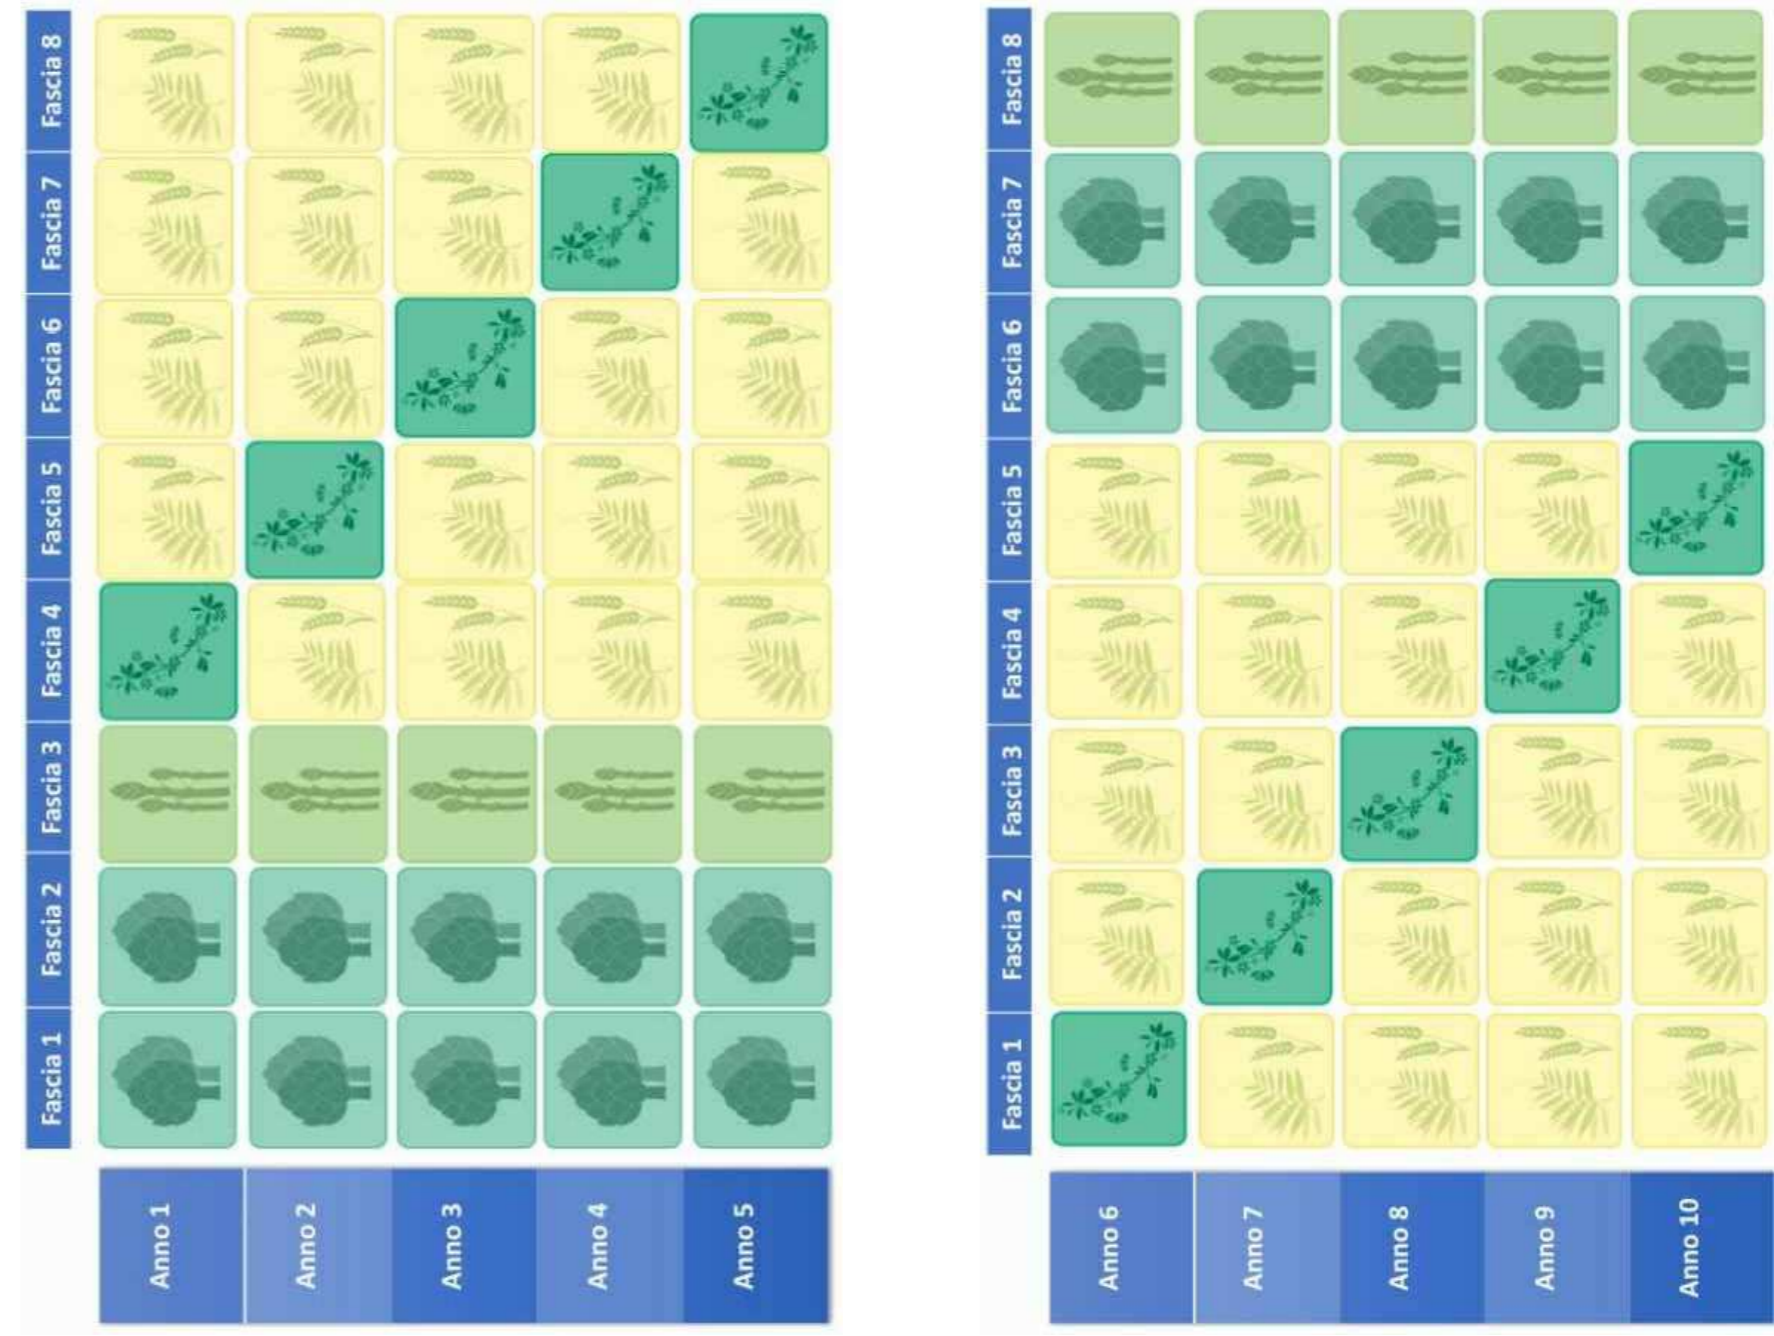 Fascia 1
Fascia 2
Fascia 3
Fascia 4
Fascia 5
Fascia 6
Fascia 7
Fascia 8
Anno 1
Anno 2
Anno 3
Anno 4
Anno 5
Fascia 1
Fascia 2
Fascia 3
Fascia 4
Fascia 5
Fascia 6
Fascia 7
Fascia 8
Anno 6
Anno 7
Anno 8
Anno 9
Anno 10